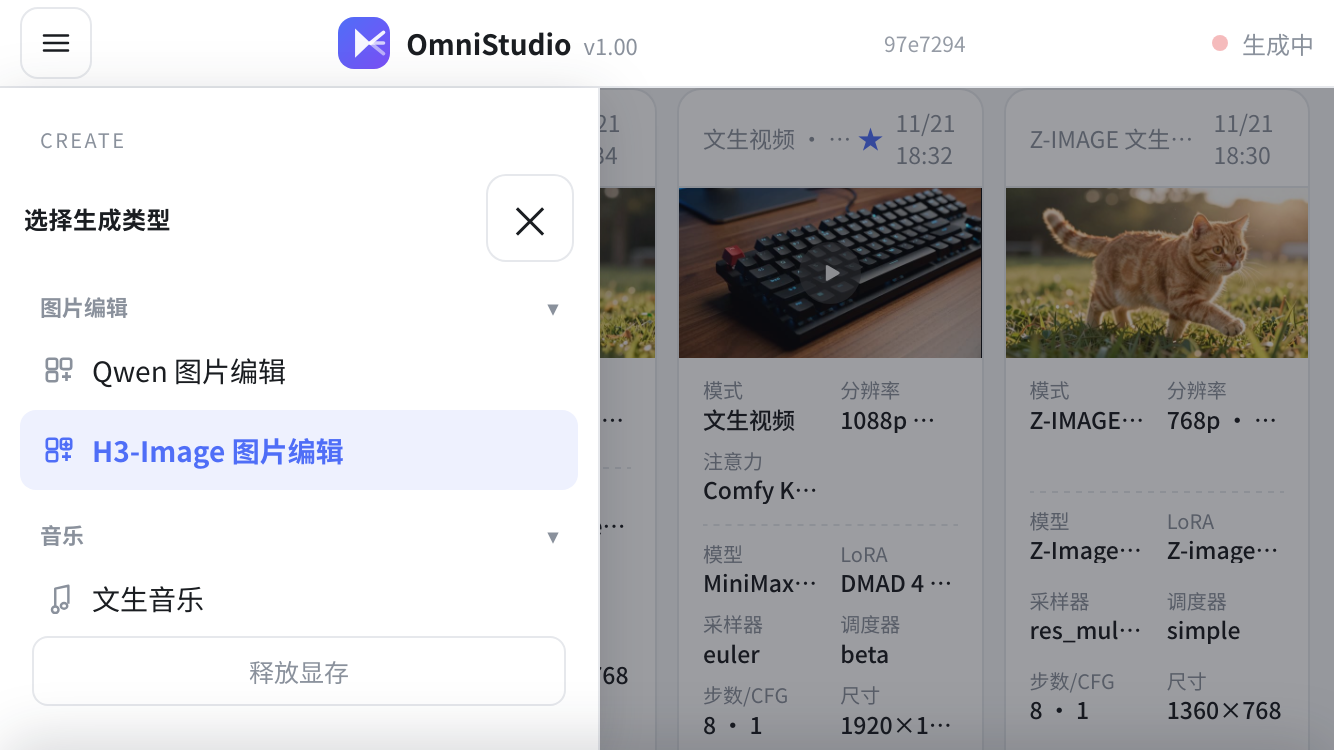 OmniStudio v1.00
97e7294
生成中
CREATE
选择生成类型
图片编辑
Qwen 图片编辑
H3-Image 图片编辑
音乐
文生音乐
释放显存
21
34
…
…
768
文生视频 · … ★ 11/21
18:32
模式 分辨率
文生视频 1088p …
注意力
Comfy K…
模型 LoRA
MiniMax… DMAD 4 …
采样器 调度器
euler beta
步数/CFG 尺寸
8 · 1 1920×1…
Z-IMAGE 文生… 11/21
18:30
模式 分辨率
Z-IMAGE… 768p · …
模型 LoRA
Z-Image… Z-image…
采样器 调度器
res_mul… simple
步数/CFG 尺寸
8 · 1 1360×768